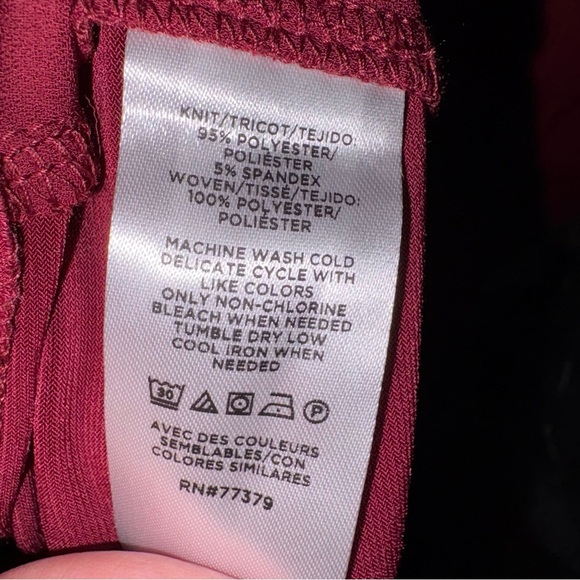 KNIT/TRICOT/TEJIDO:
95% POLYESTER/
POLIÉSTER
5% SPANDEX
WOVEN/TISSÉ/TEJIDO:
100% POLYESTER/
POLIÉSTER
MACHINE WASH COLD
DELICATE CYCLE WITH
LIKE COLORS
ONLY NON-CHLORINE
BLEACH WHEN NEEDED
TUMBLE DRY LOW
COOL IRON WHEN
NEEDED
30 P
AVEC DES COULEURS
SEMBLABLES/CON
COLORES SIMILARES
RN#77379